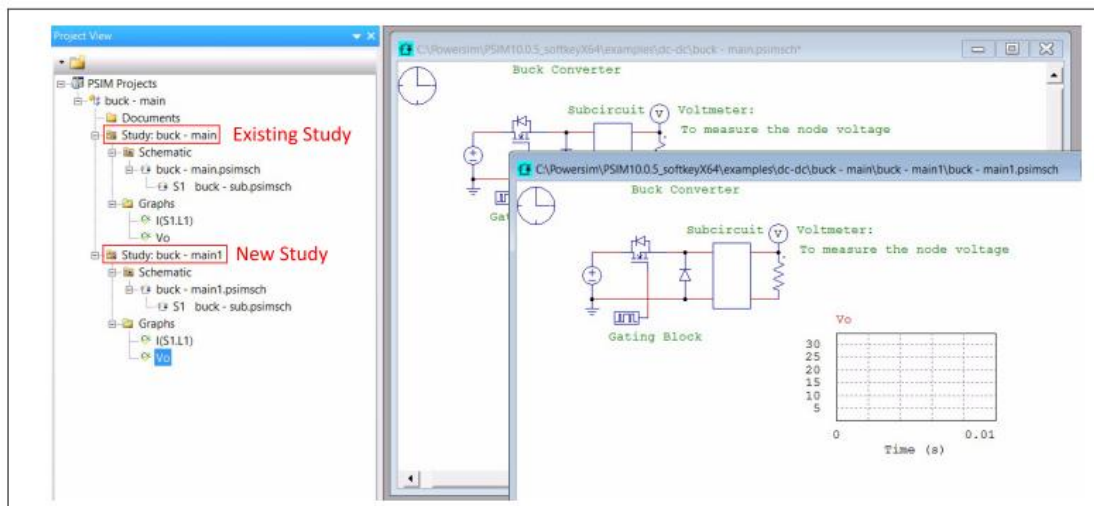 Project View
PSIM Projects
buck - main
Documents
Study: buck - main
Existing Study
Schematic
buck - main.psimsch
S1 buck - sub.psimsch
Graphs
I(S1.L1)
Vo
Study: buck - main1
New Study
Schematic
buck - main1.psimsch
S1 buck - sub.psimsch
Graphs
I(S1.L1)
Vo
C:\Powersim\PSIM10.0.5_softkeyX64\examples\dc-dc\buck - main.psimsch*
Buck Converter
Subcircuit
V
Voltmeter:
To measure the node voltage
Gat
C:\Powersim\PSIM10.0.5_softkeyX64\examples\dc-dc\buck - main\buck - main1\buck - main1.psimsch
Buck Converter
Subcircuit
V
Voltmeter:
To measure the node voltage
Gating Block
Vo
30
25
20
15
10
5
0
0.01
Time (s)